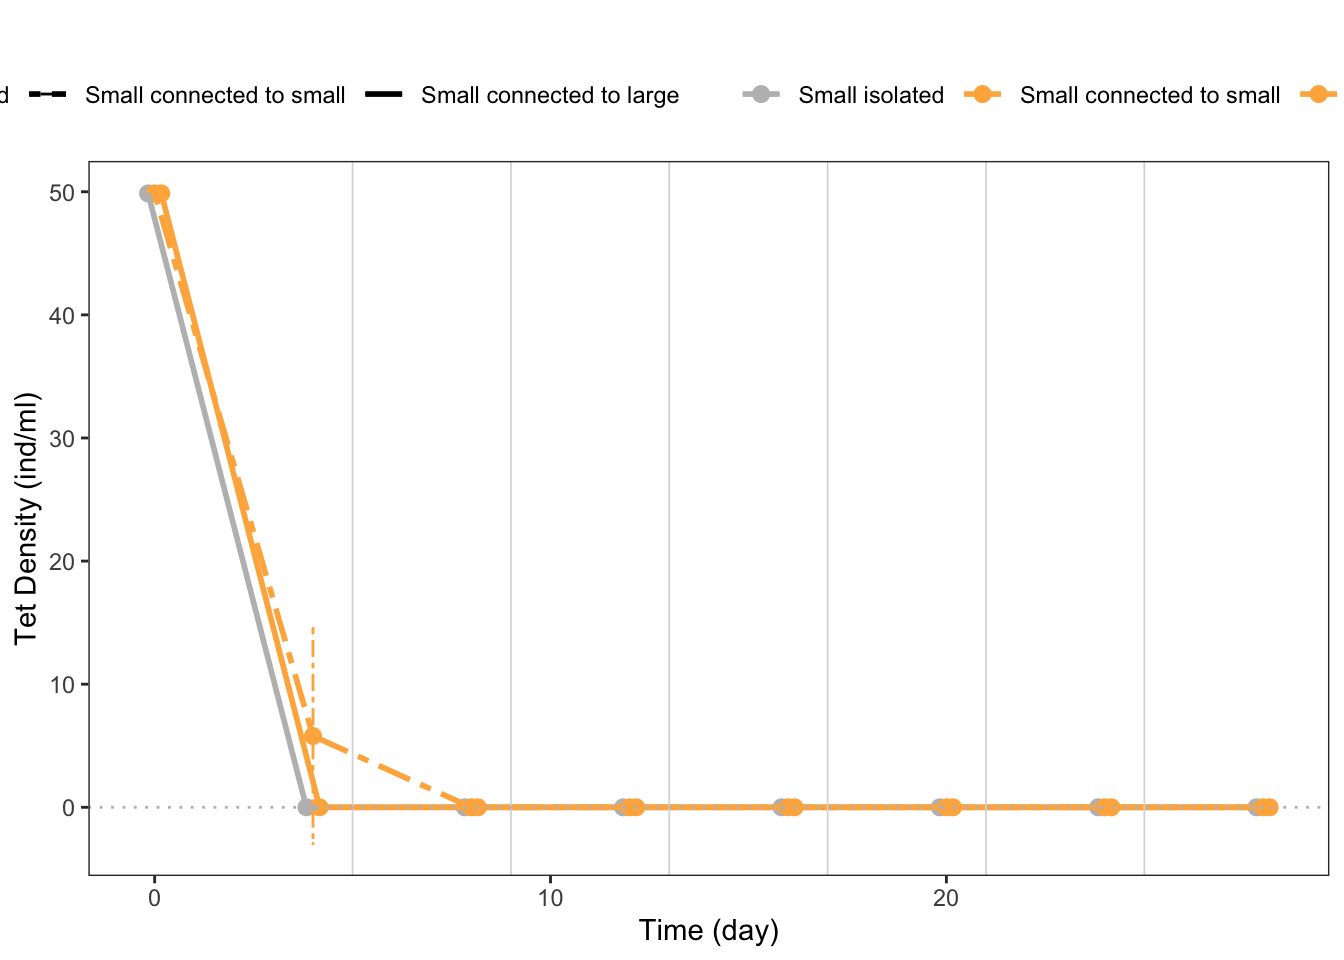 d Small connected to small Small connected to large Small isolated Small connected to small
50
40
30
20
10
0
Tet Density (ind/ml)
0 10 20
Time (day)